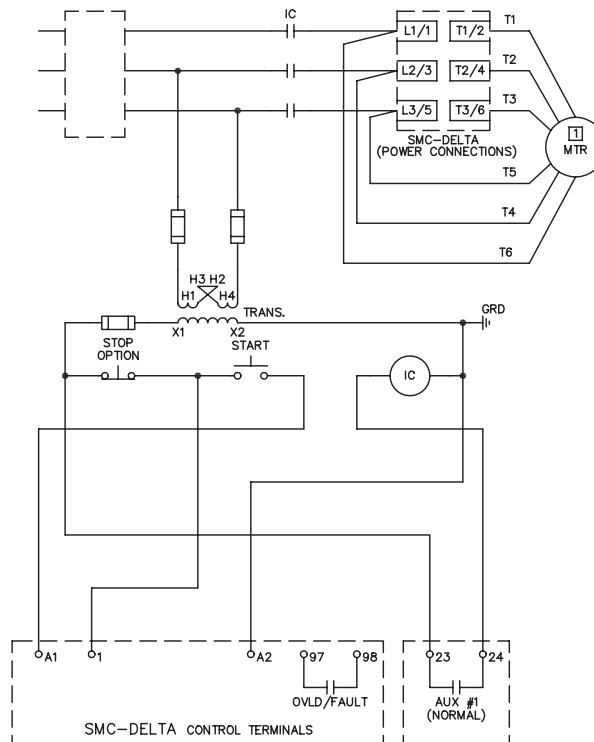 IC
L1/1 T1/2 T1
L2/3 T2/4 T2
L3/5 T3/6 T3
SMC-DELTA
(POWER CONNECTIONS)
1
MTR
T5
T4
T6
H3 H2
H1 H4
TRANS.
X1 X2
GRD
STOP
OPTION
START
IC
A1 1 A2 97 98 23 24
OVLD/FAULT
AUX #1
(NORMAL)
SMC-DELTA CONTROL TERMINALS